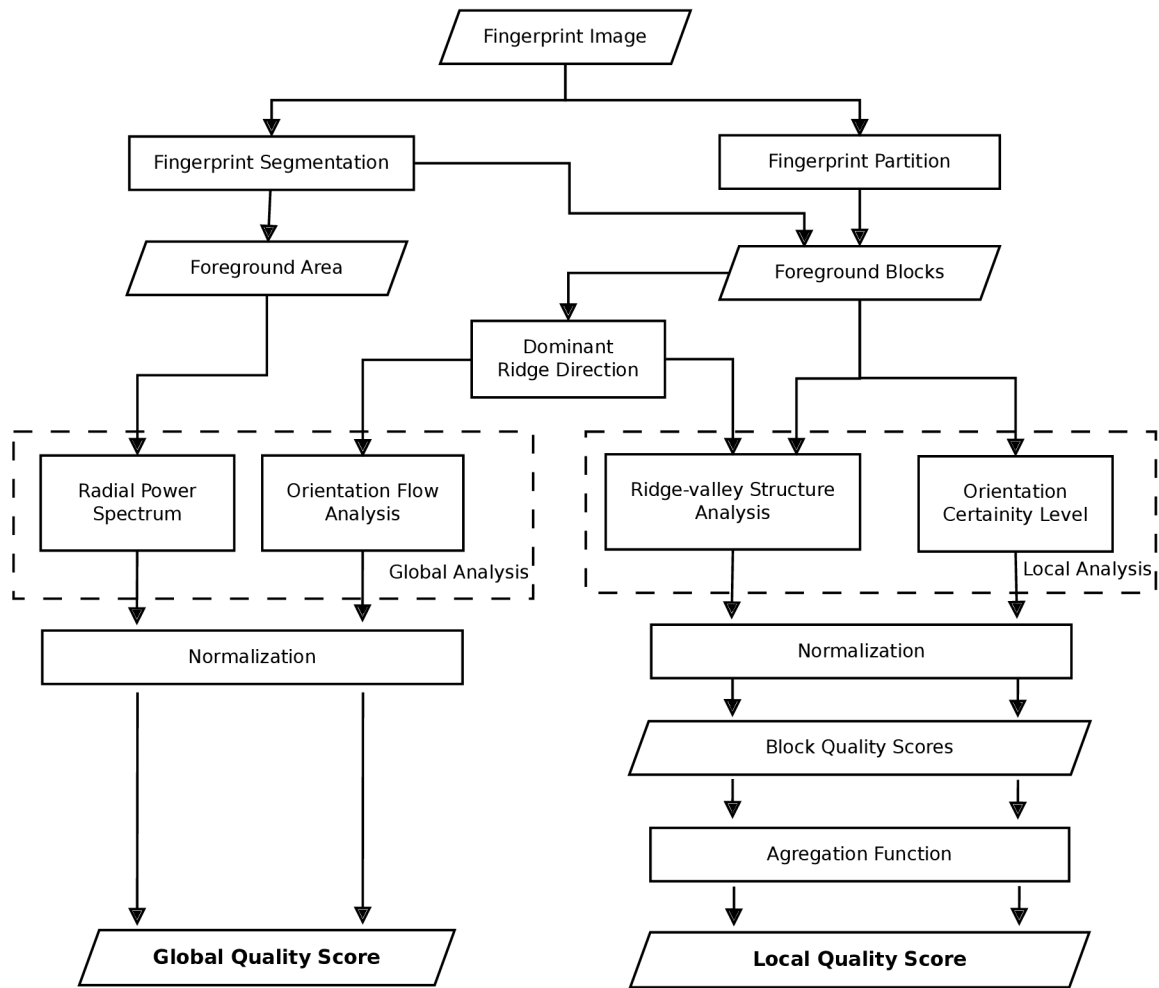 Fingerprint Image
Fingerprint Segmentation
Fingerprint Partition
Foreground Area
Foreground Blocks
Dominant
Ridge Direction
Radial Power
Spectrum
Orientation Flow
Analysis
Global Analysis
Ridge-valley Structure
Analysis
Orientation
Certainity Level
Local Analysis
Normalization
Normalization
Block Quality Scores
Agregation Function
Global Quality Score
Local Quality Score